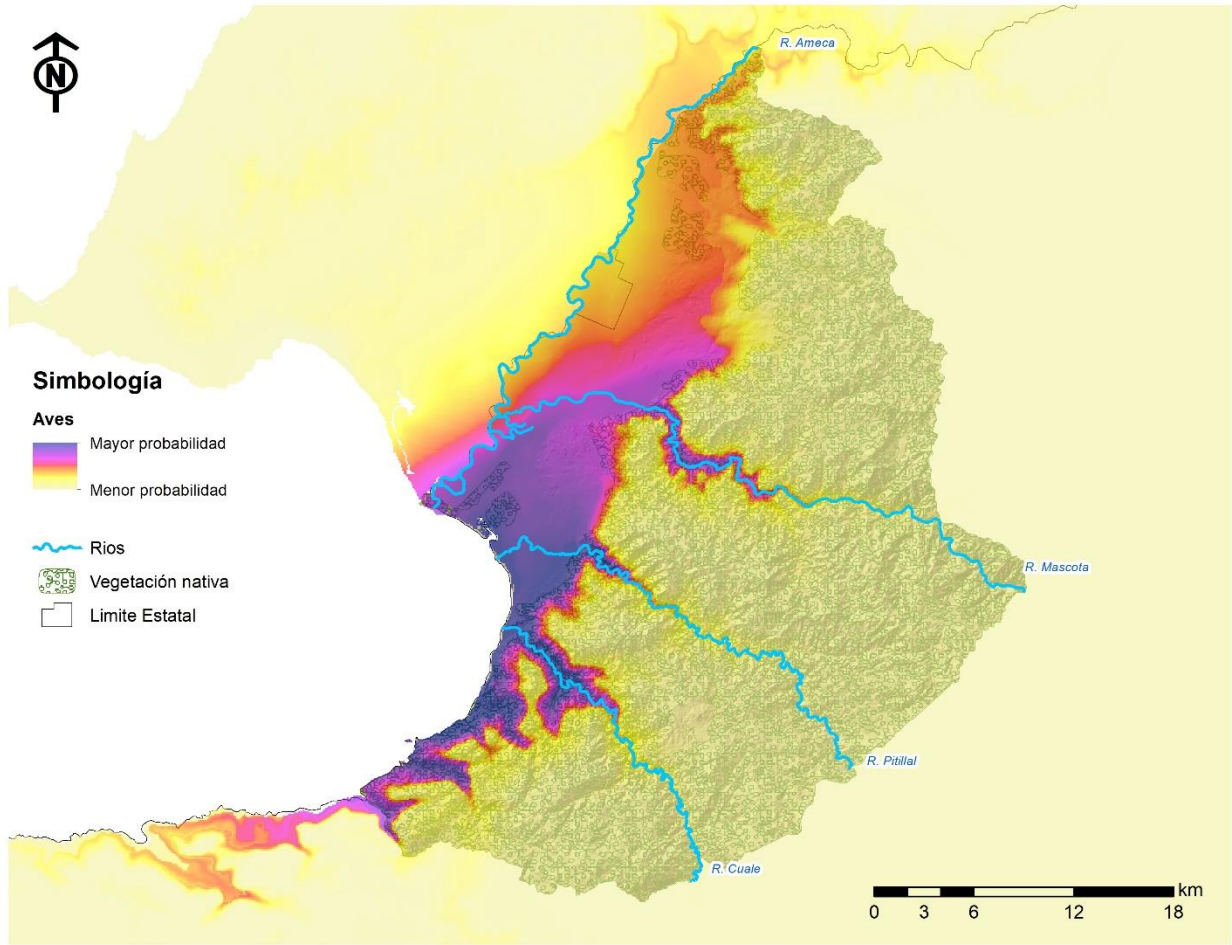 N
R. Ameca
Simbología
Aves
Mayor probabilidad
Menor probabilidad
Rios
Vegetación nativa
Limite Estatal
R. Mascota
R. Pitillal
R. Cuale
km
0 3 6 12 18